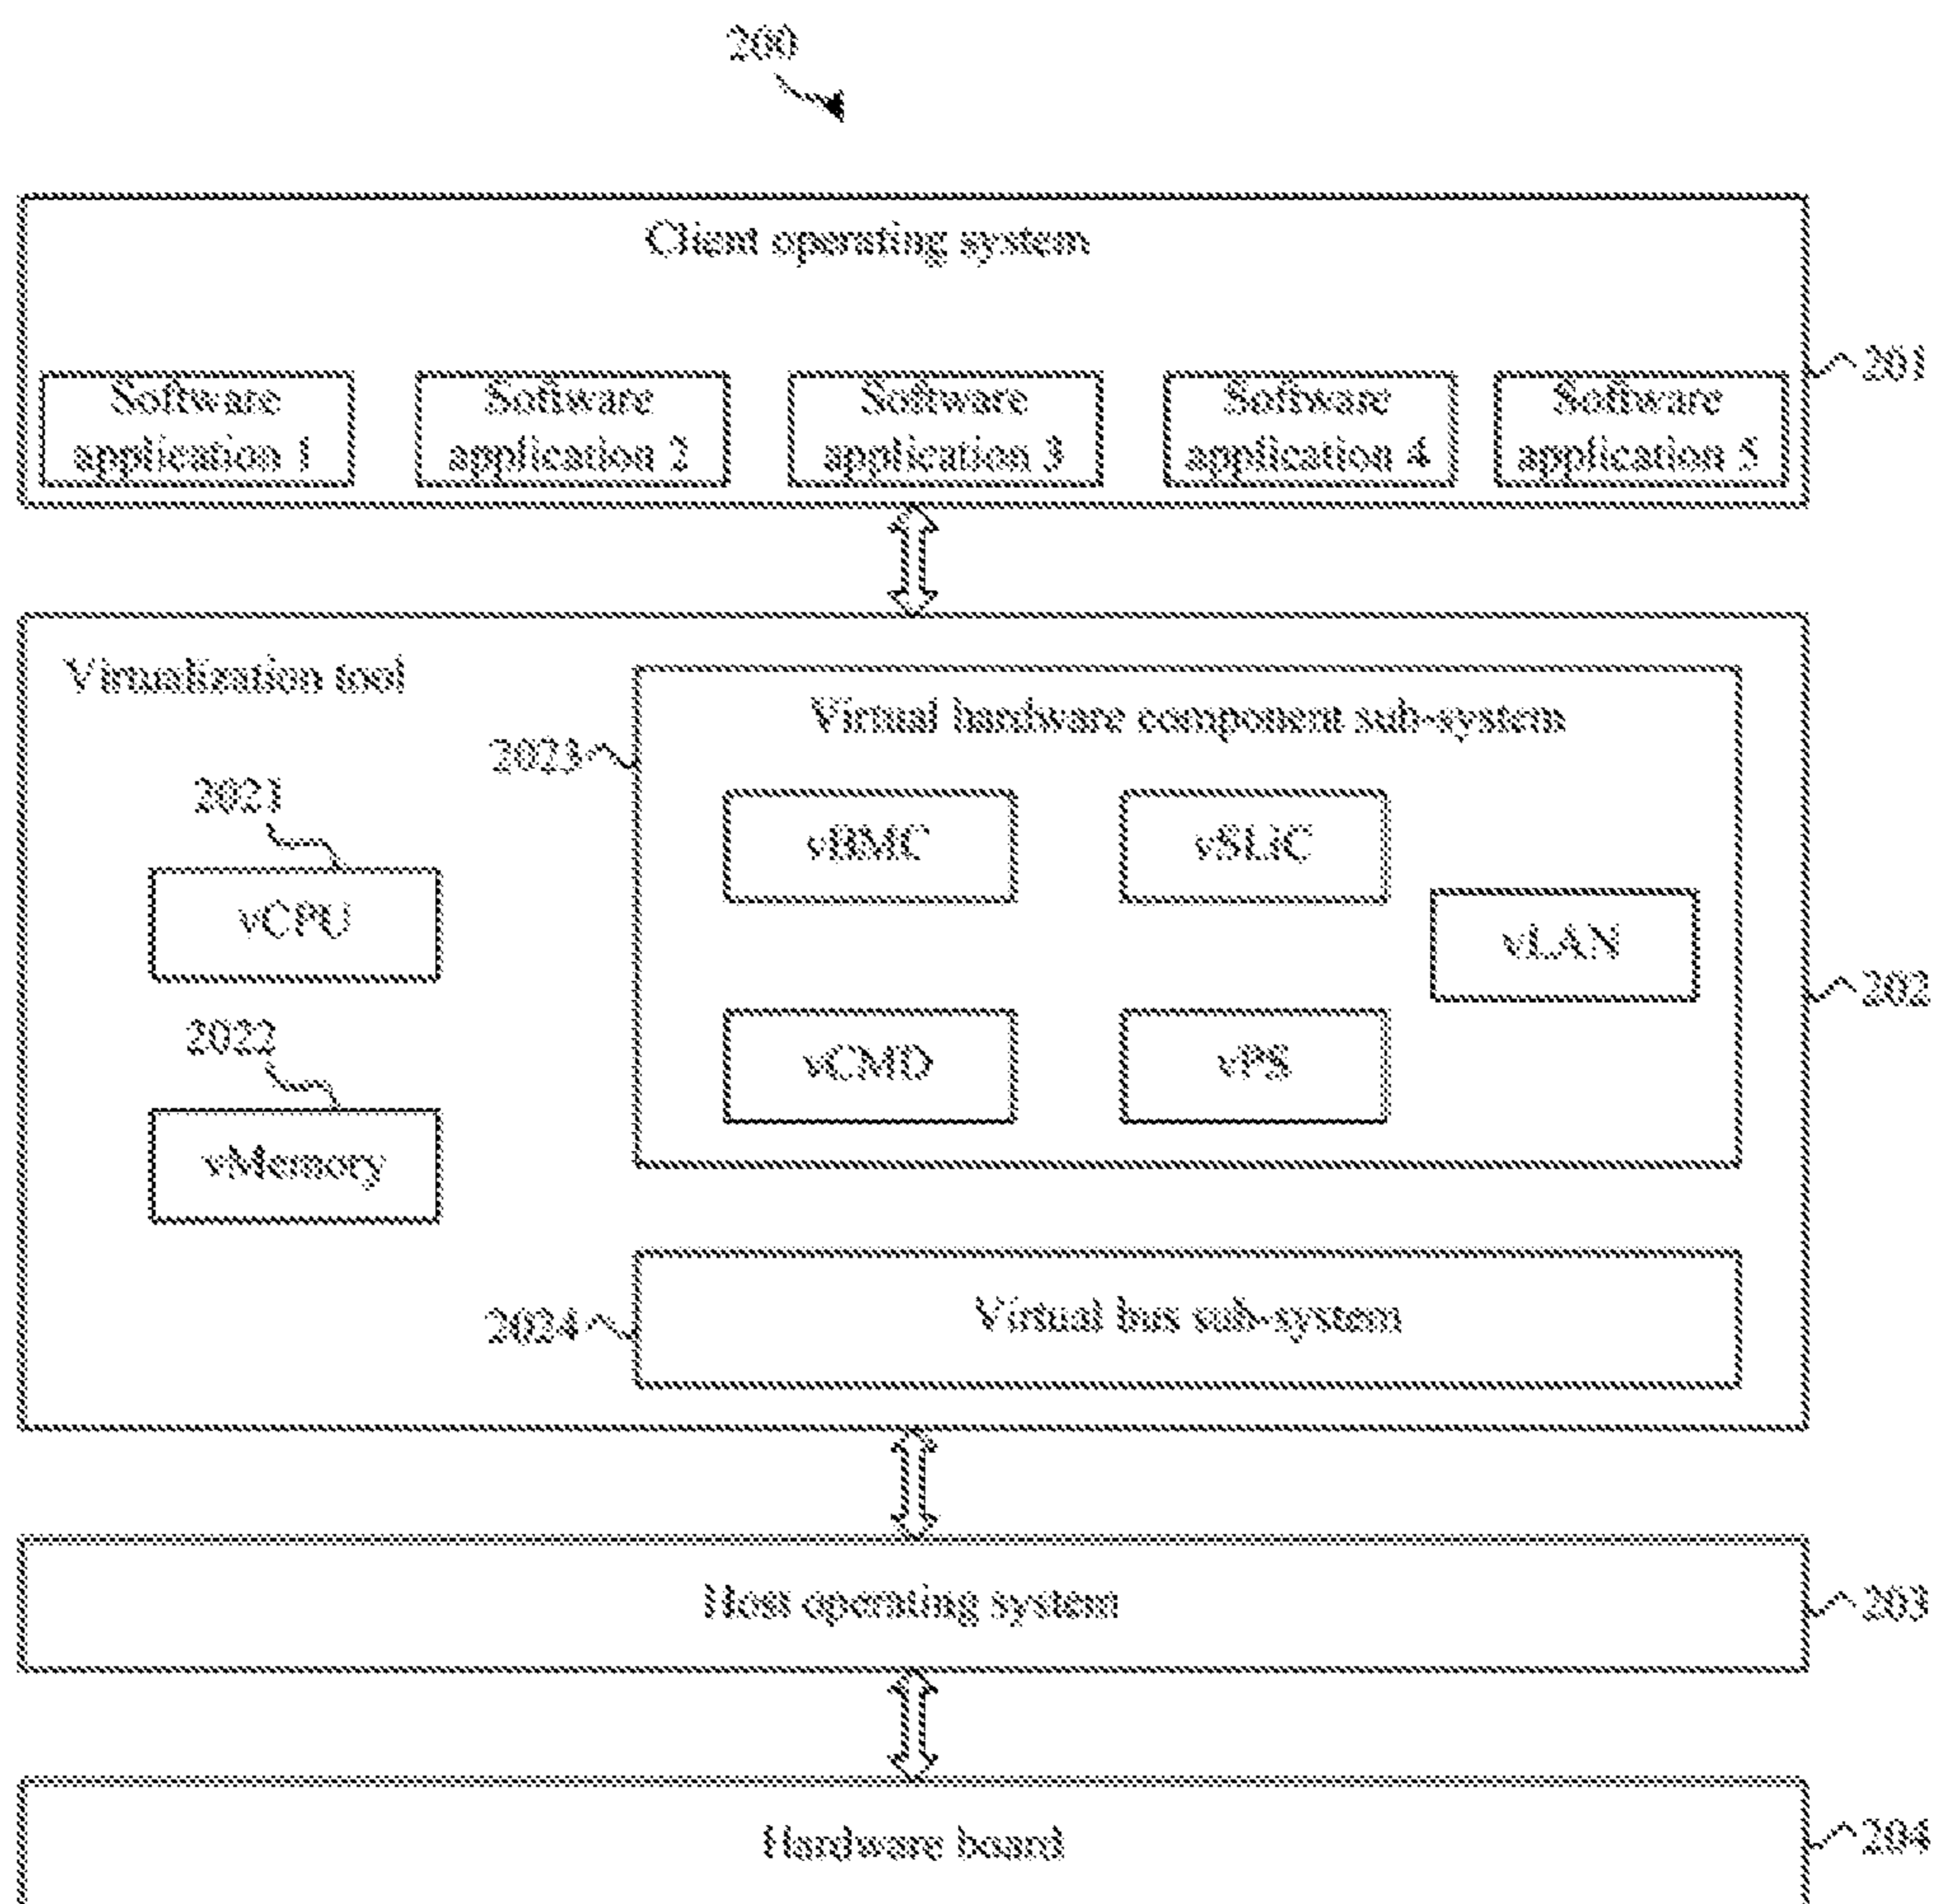 200
Client operating system
201
Software
application 1
Software
application 2
Software
application 3
Software
application 4
Software
application 5
Virtualization tool
Virtual hardware component sub-system
2023
2021
vBMC
vSLiC
vCPU
vLAN
202
2022
vCMD
vPS
vMemory
2024
Virtual bus sub-system
Host operating system
203
Hardware board
204